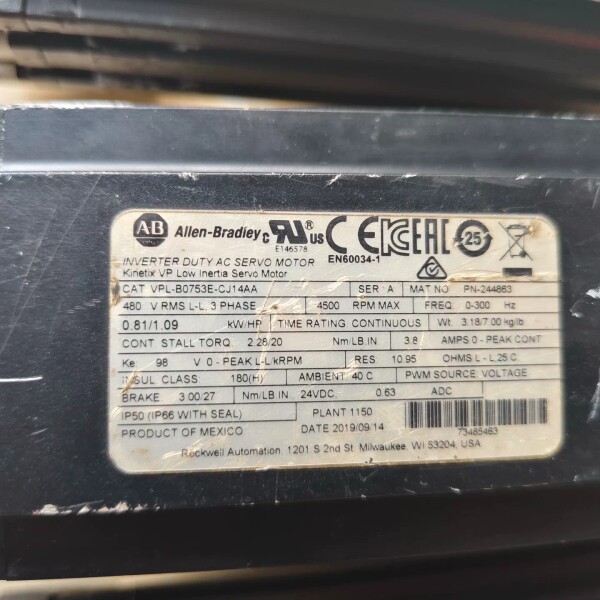 AB Allen-Bradley c RU ® us CE EK EAC 25
E146578 EN60034-1
INVERTER DUTY AC SERVO MOTOR
Kinetix VP Low Inertia Servo Motor
CAT VPL-B0753E-CJ14AA SER: A MAT NO PN-244863
480 V RMS L-L, 3 PHASE 4500 RPM MAX FREQ. 0-300 Hz
0.81/1.09 kW/HP TIME RATING: CONTINUOUS Wt. 3.18/7.00 kg/lb
CONT STALL TORQ. 2.28/20 Nm/LB.IN 3.8 AMPS 0 - PEAK CONT
Ke: 98 V 0 - PEAK L-L/kRPM RES 10.95 OHMS L - L,25 C
INSUL CLASS: 180(H) AMBIENT: 40 C PWM SOURCE: VOLTAGE
BRAKE 3.00/27 Nm/LB.IN 24VDC, 0.63 ADC
IP50 (IP66 WITH SEAL) PLANT 1150
PRODUCT OF MEXICO DATE 2019/09/14 73485463
Rockwell Automation, 1201 S 2nd St. Milwaukee, WI 53204, USA